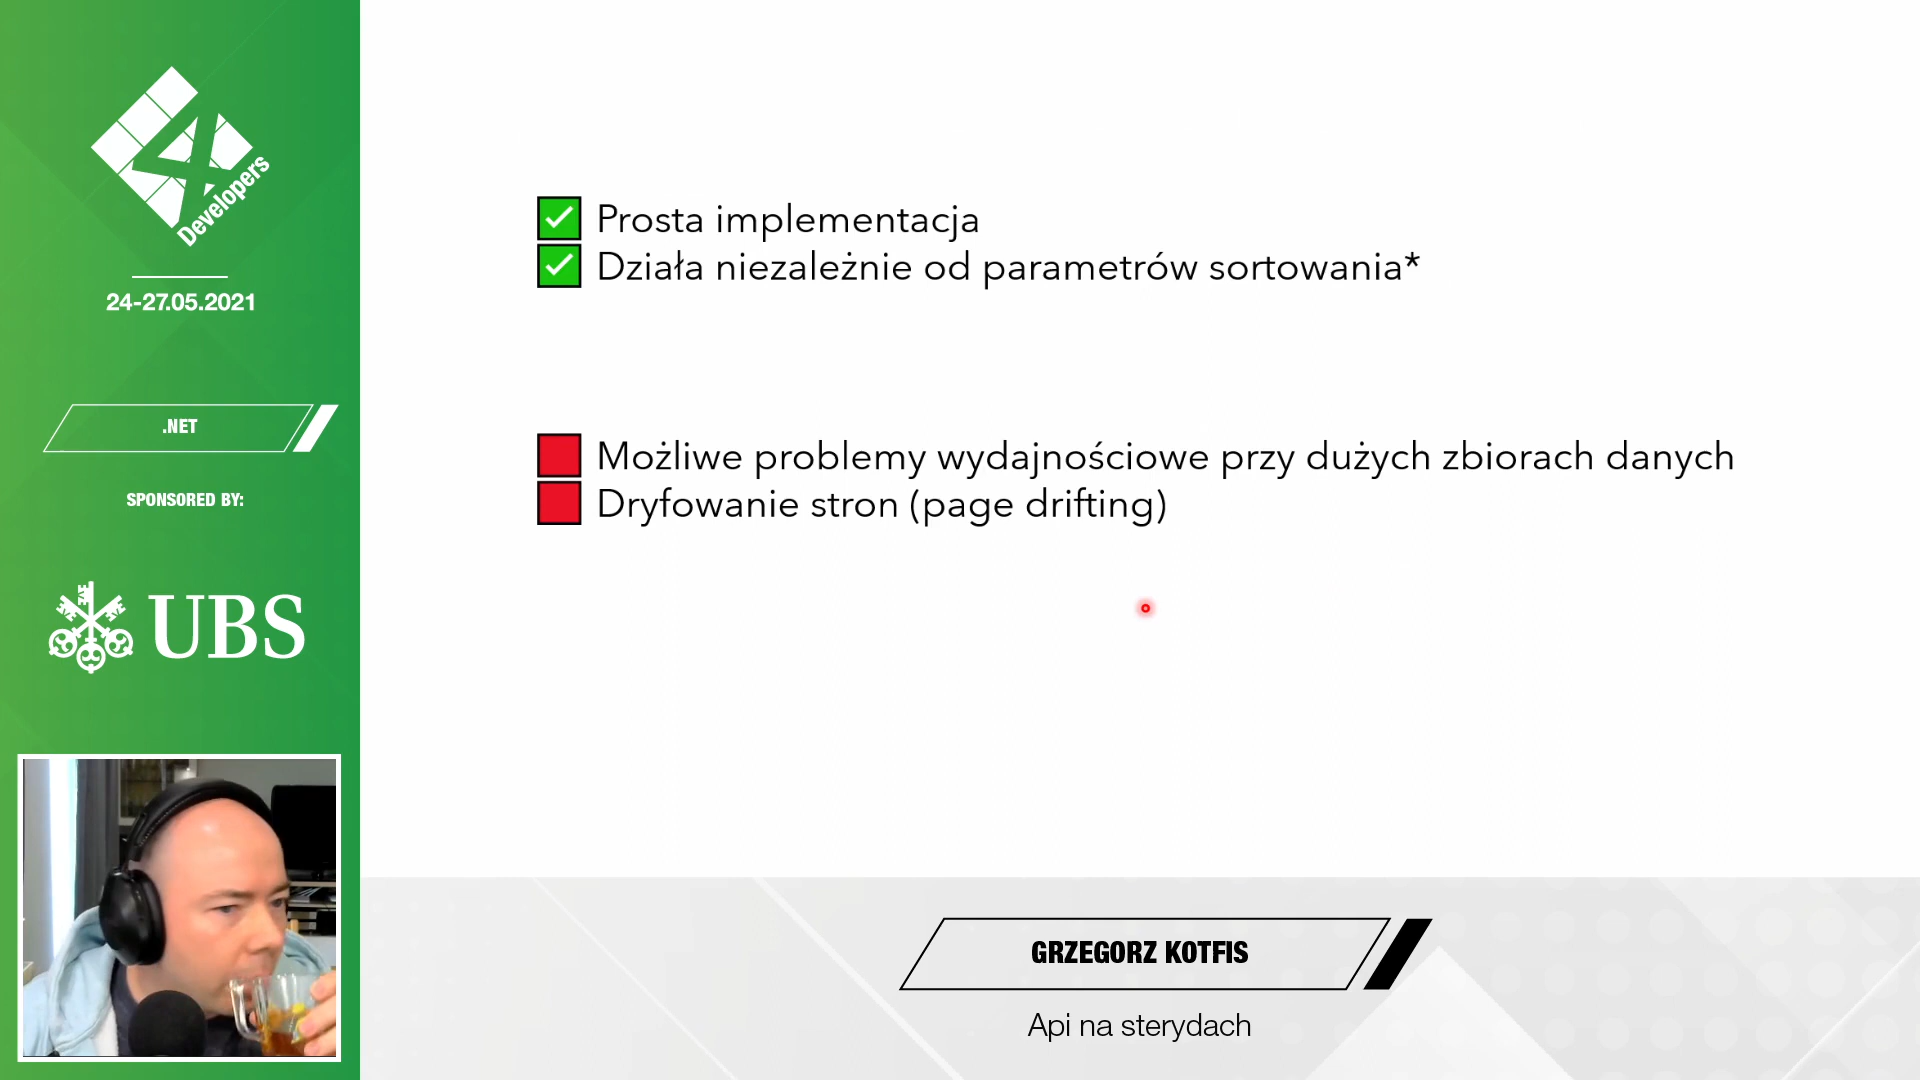 4
Developers
24-27.05.2021
.NET
SPONSORED BY:
UBS
Prosta implementacja
Działa niezależnie od parametrów sortowania*
Możliwe problemy wydajnościowe przy dużych zbiorach danych
Dryfowanie stron (page drifting)
GRZEGORZ KOTFIS
Api na sterydach